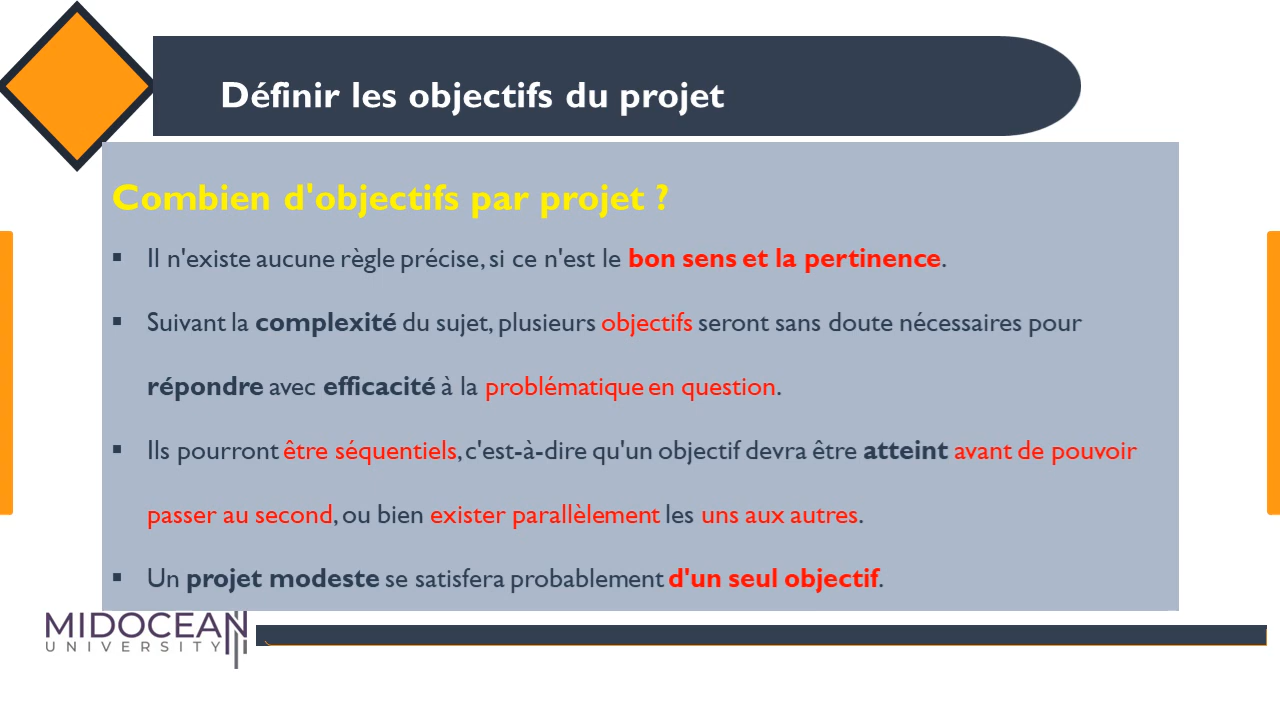 Définir les objectifs du projet
Combien d'objectifs par projet ?
▪ Il n'existe aucune règle précise, si ce n'est le bon sens et la pertinence.
▪ Suivant la complexité du sujet, plusieurs objectifs seront sans doute nécessaires pour
répondre avec efficacité à la problématique en question.
▪ Ils pourront être séquentiels, c'est-à-dire qu'un objectif devra être atteint avant de pouvoir
passer au second, ou bien exister parallèlement les uns aux autres.
▪ Un projet modeste se satisfera probablement d'un seul objectif.
MIDOCEAN
UNIVERSITY